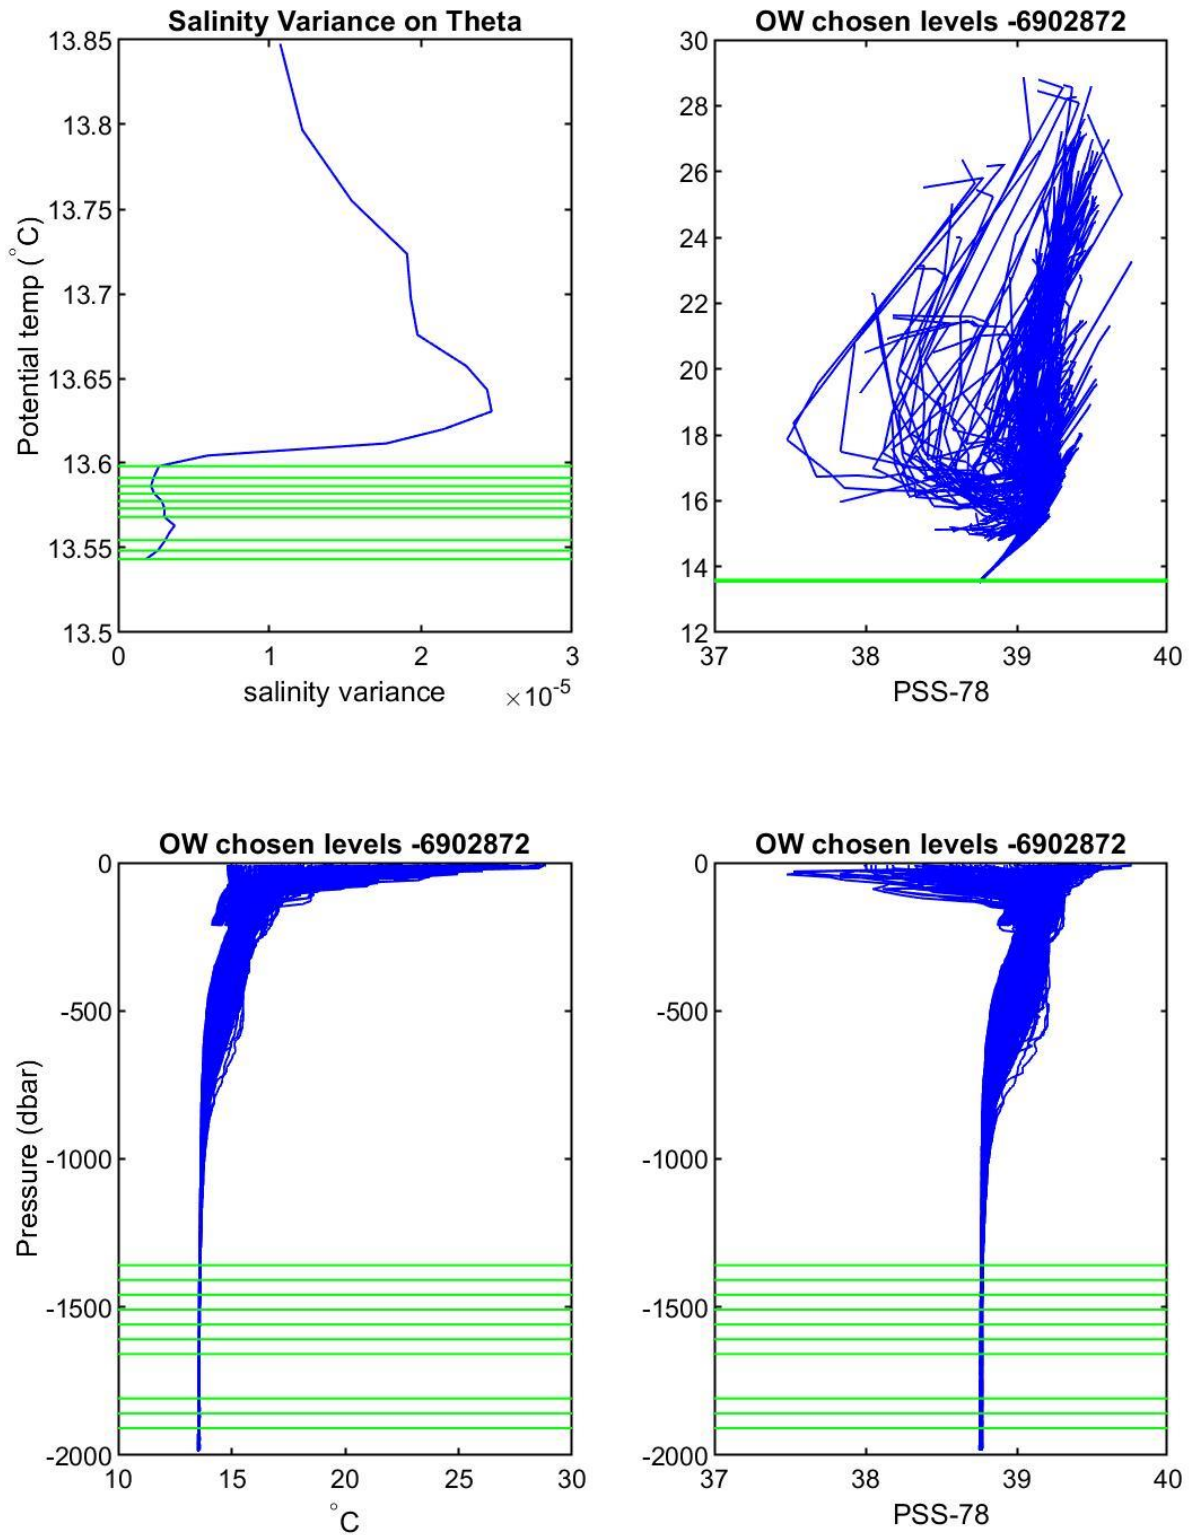 Salinity Variance on Theta
13.85
13.8
13.75
13.7
13.65
13.6
13.55
13.5
Potential temp (°C)
0 1 2 3
salinity variance ×10-5
OW chosen levels -6902872
30
28
26
24
22
20
18
16
14
12
37 38 39 40
PSS-78
OW chosen levels -6902872
0
-500
-1000
-1500
-2000
Pressure (dbar)
10 15 20 25 30
°C
OW chosen levels -6902872
0
-500
-1000
-1500
-2000
37 38 39 40
PSS-78